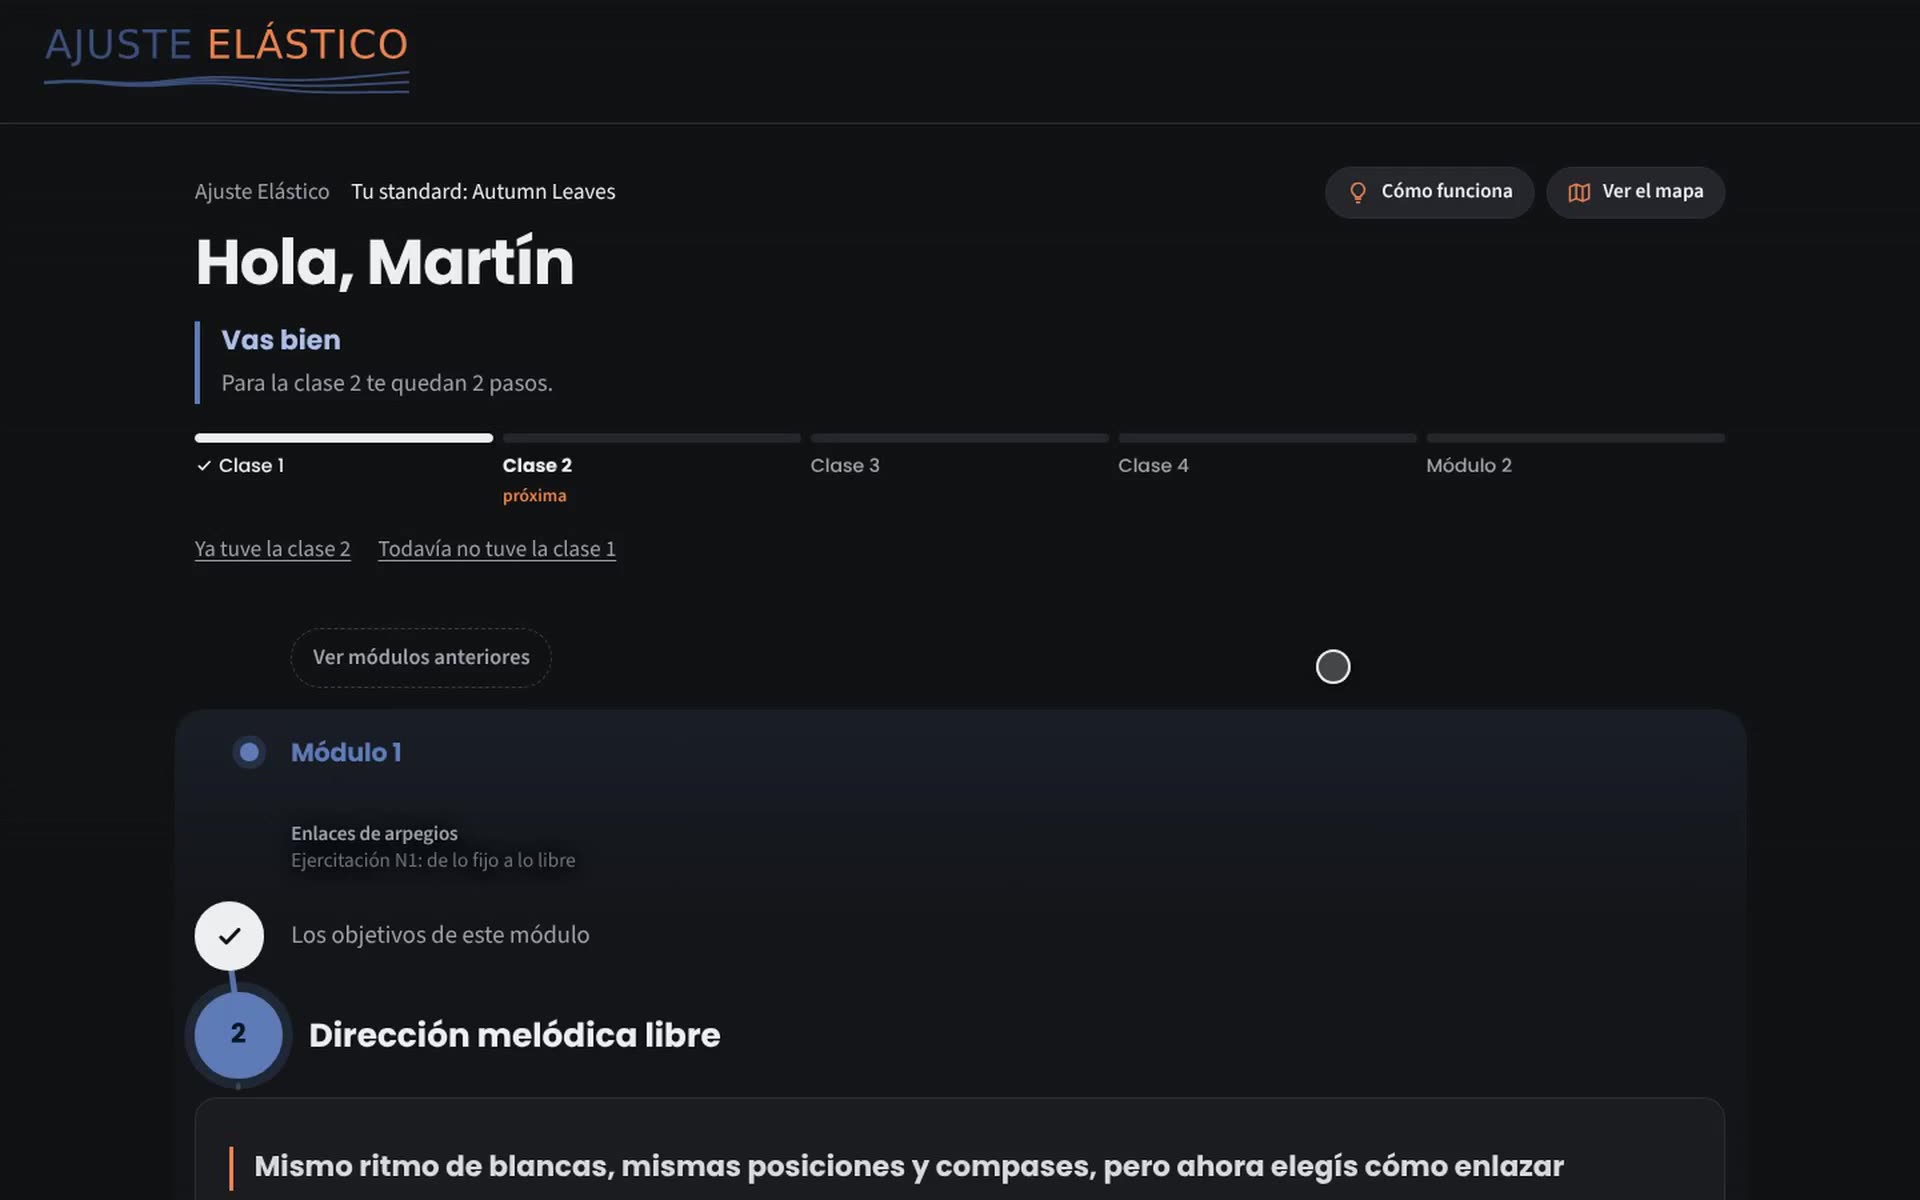 AJUSTE ELÁSTICO
Ajuste Elástico Tu standard: Autumn Leaves
Cómo funciona
Ver el mapa
Hola, Martín
Vas bien
Para la clase 2 te quedan 2 pasos.
Clase 1
Clase 2
próxima
Clase 3
Clase 4
Módulo 2
Ya tuve la clase 2
Todavía no tuve la clase 1
Ver módulos anteriores
Módulo 1
Enlaces de arpegios
Ejercitación N1: de lo fijo a lo libre
Los objetivos de este módulo
2
Dirección melódica libre
Mismo ritmo de blancas, mismas posiciones y compases, pero ahora elegís cómo enlazar